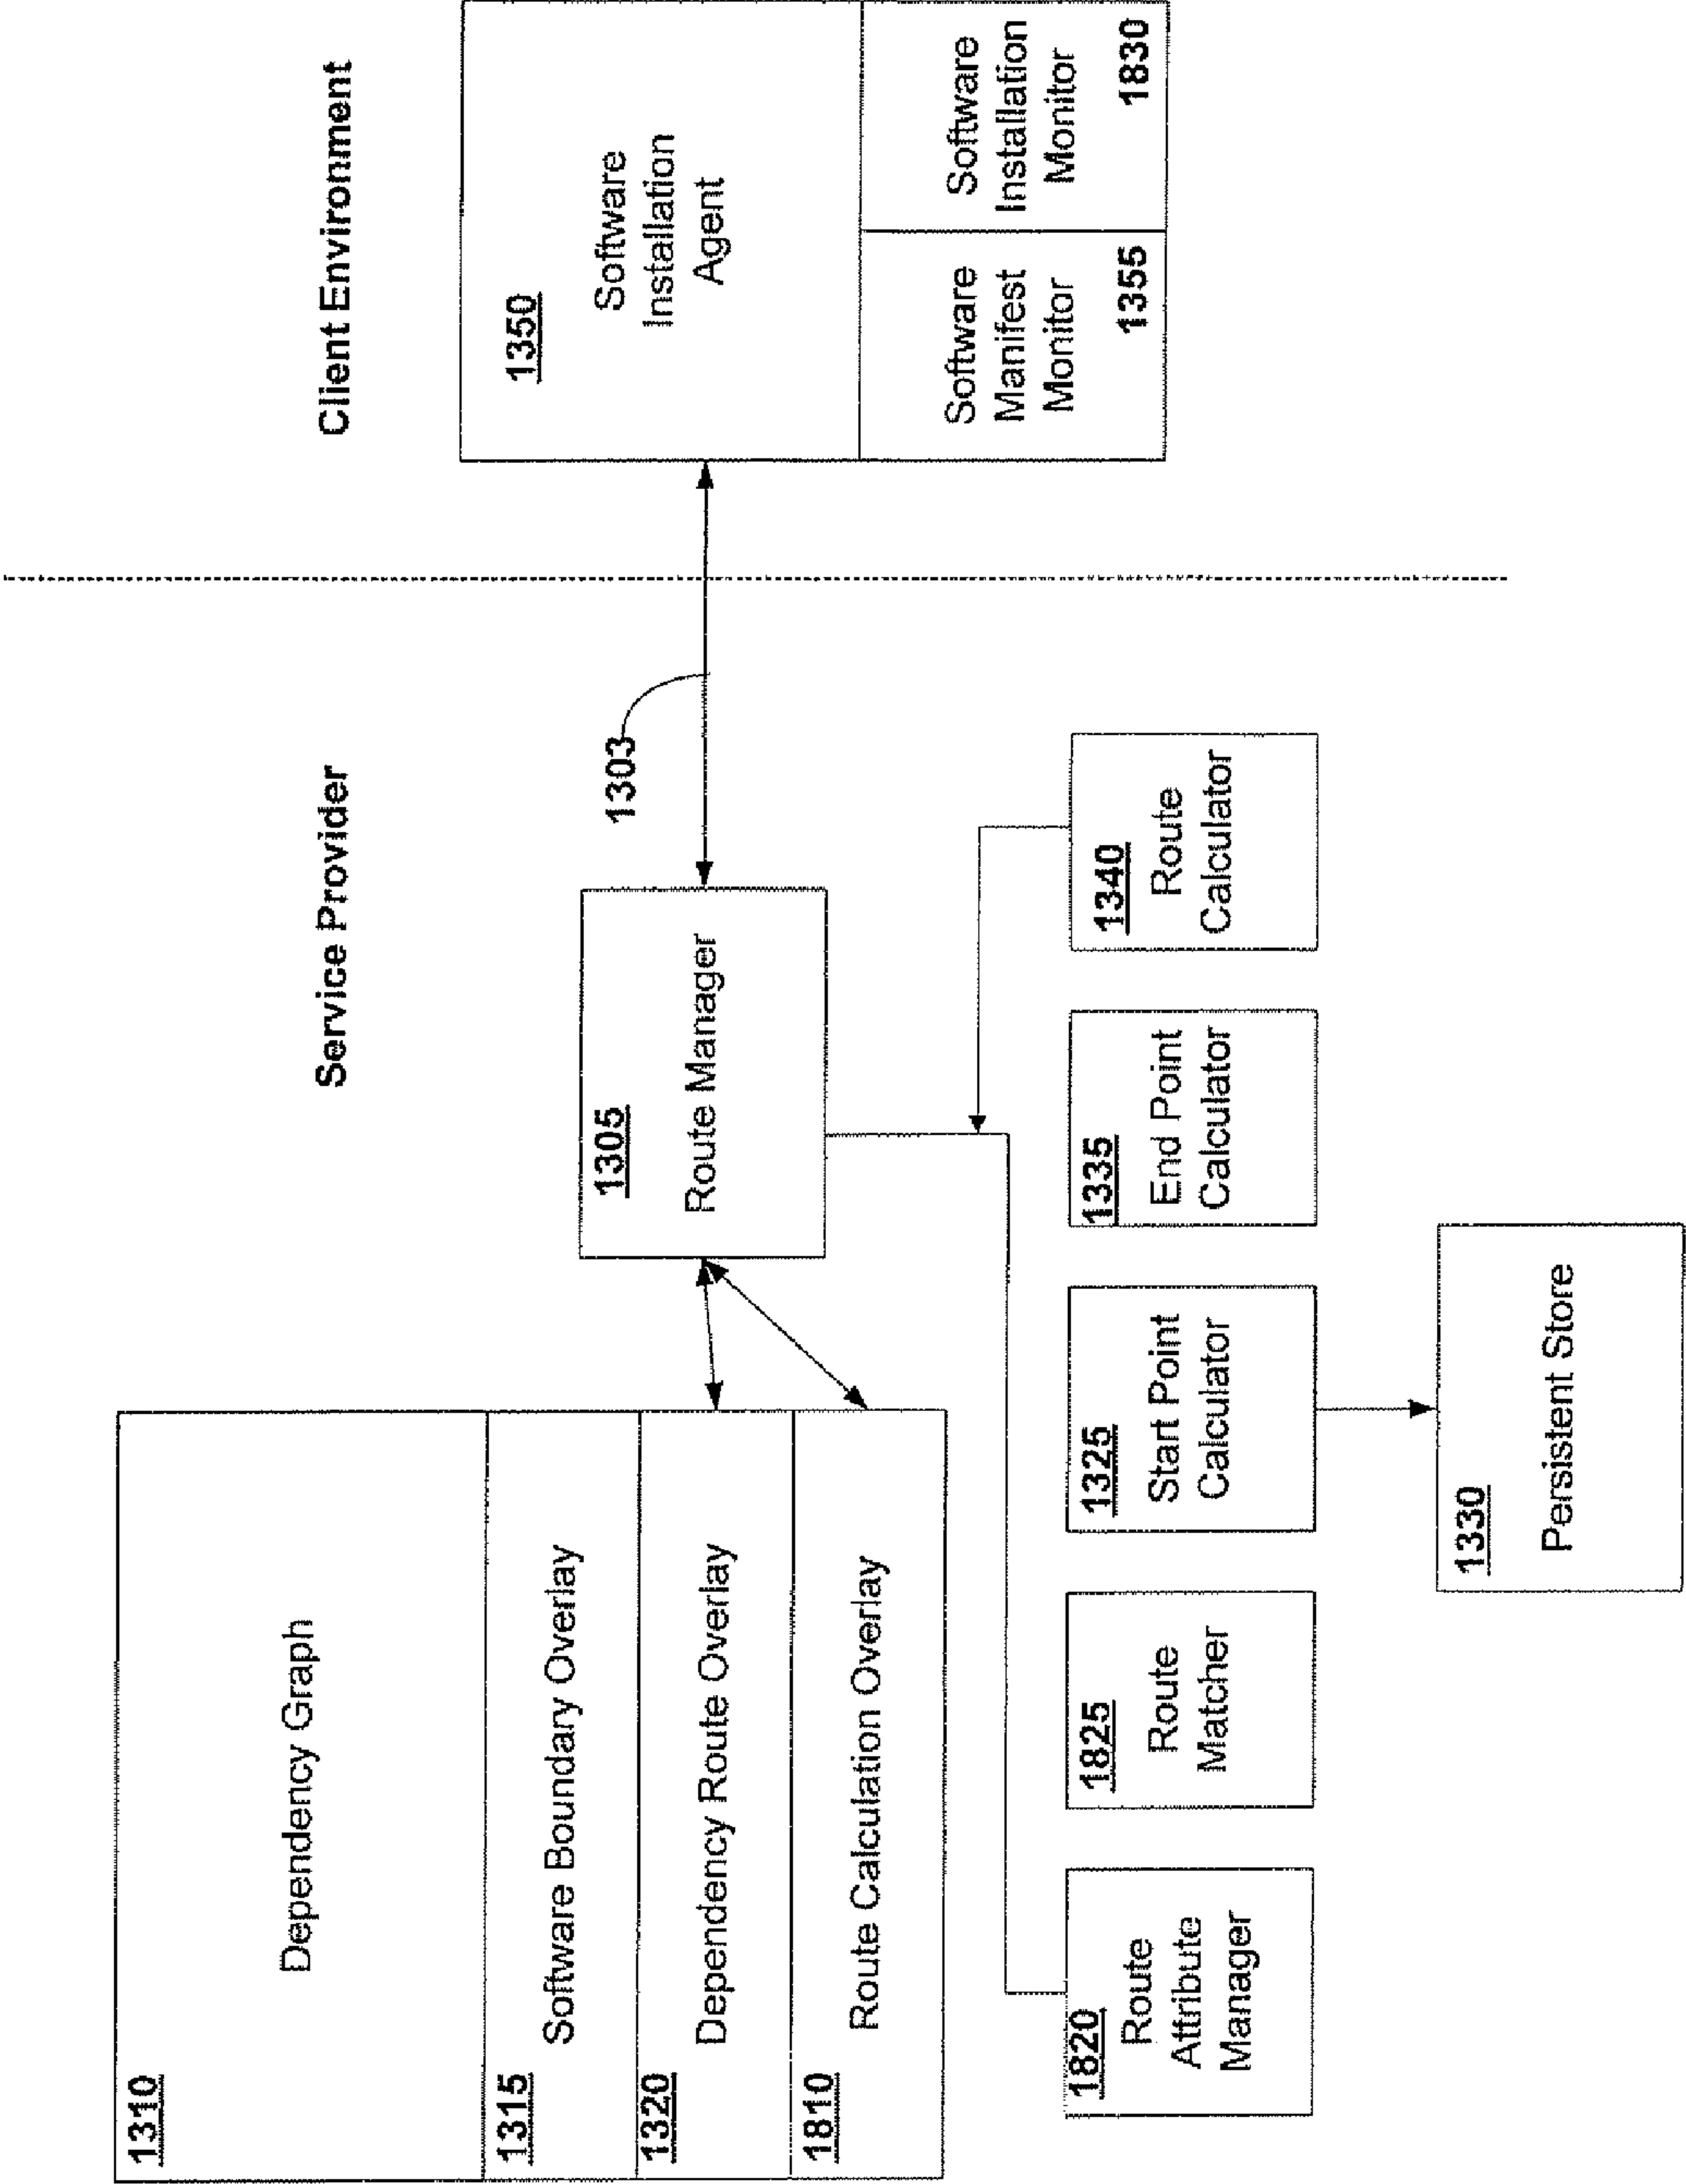 Service Provider
Client Environment
1310
Dependency Graph
1315
Software Boundary Overlay
1320
Dependency Route Overlay
1810
Route Calculation Overlay
1305
Route Manager
1303
1350
Software
Installation
Agent
Software
Manifest
Monitor
1355
Software
Installation
Monitor
1830
1820
Route
Attribute
Manager
1825
Route
Matcher
1325
Start Point
Calculator
1335
End Point
Calculator
1340
Route
Calculator
1330
Persistent Store